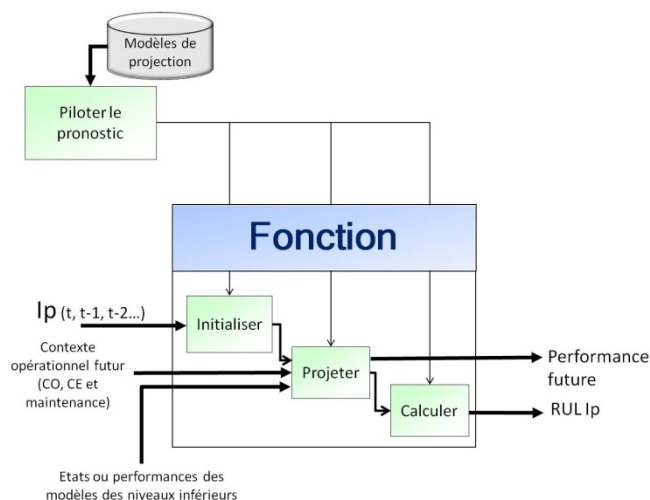 Modèles de
projection
Piloter le
pronostic
Fonction
Ip (t, t-1, t-2...)
Initialiser
Contexte
opérationnel futur
(CO, CE et
maintenance)
Projeter
Performance
future
Calculer
RUL Ip
Etats ou performances des
modèles des niveaux inférieurs